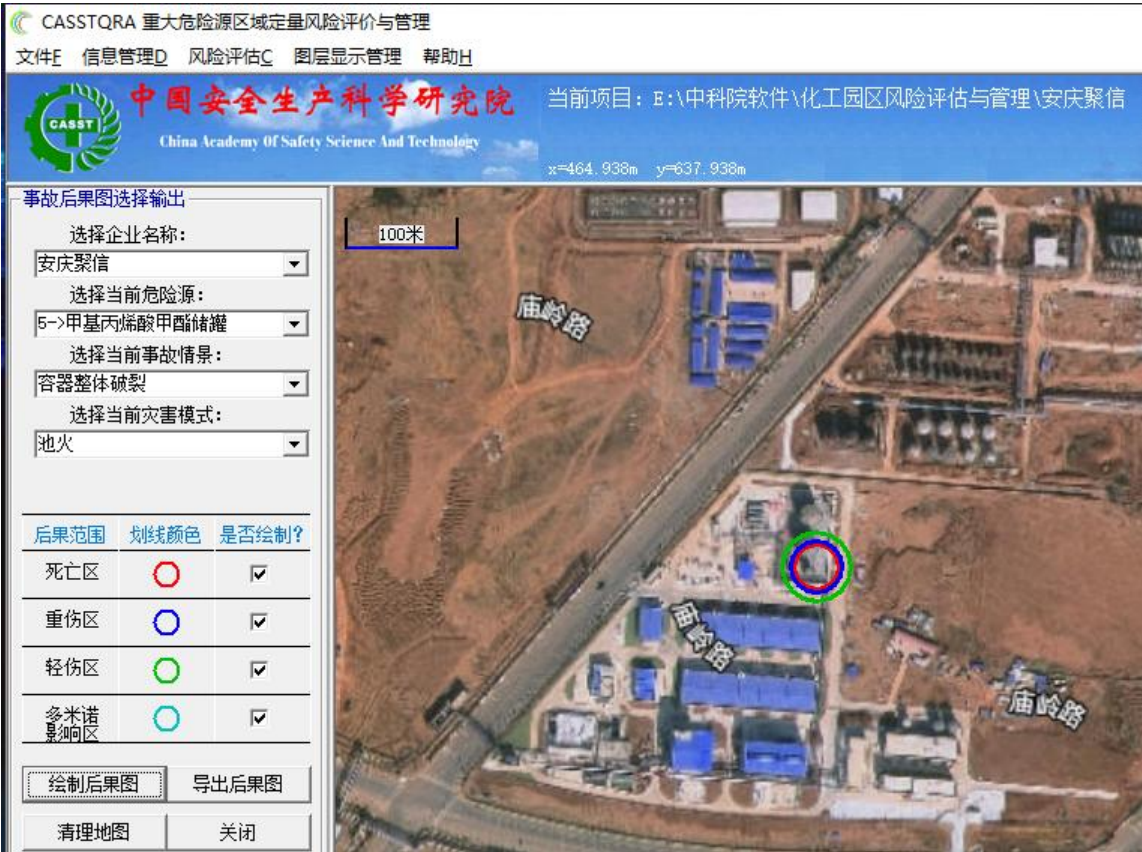 CASSTQRA 重大危险源区域定量风险评价与管理
文件F 信息管理D 风险评估C 图层显示管理 帮助H
CASST
中国安全生产科学研究院
China Academy Of Safety Science And Technology
当前项目：E:\中科院软件\化工园区风险评估与管理\安庆聚信
x=464.938m y=637.938m
事故后果图选择输出
选择企业名称：
安庆聚信
选择当前危险源：
5->甲基丙烯酸甲酯储罐
选择当前事故情景：
容器整体破裂
选择当前灾害模式：
池火
后果范围 划线颜色 是否绘制?
死亡区
重伤区
轻伤区
多米诺
影响区
绘制后果图 导出后果图
清理地图 关闭
100米
庙岭路
庙岭路
庙岭路